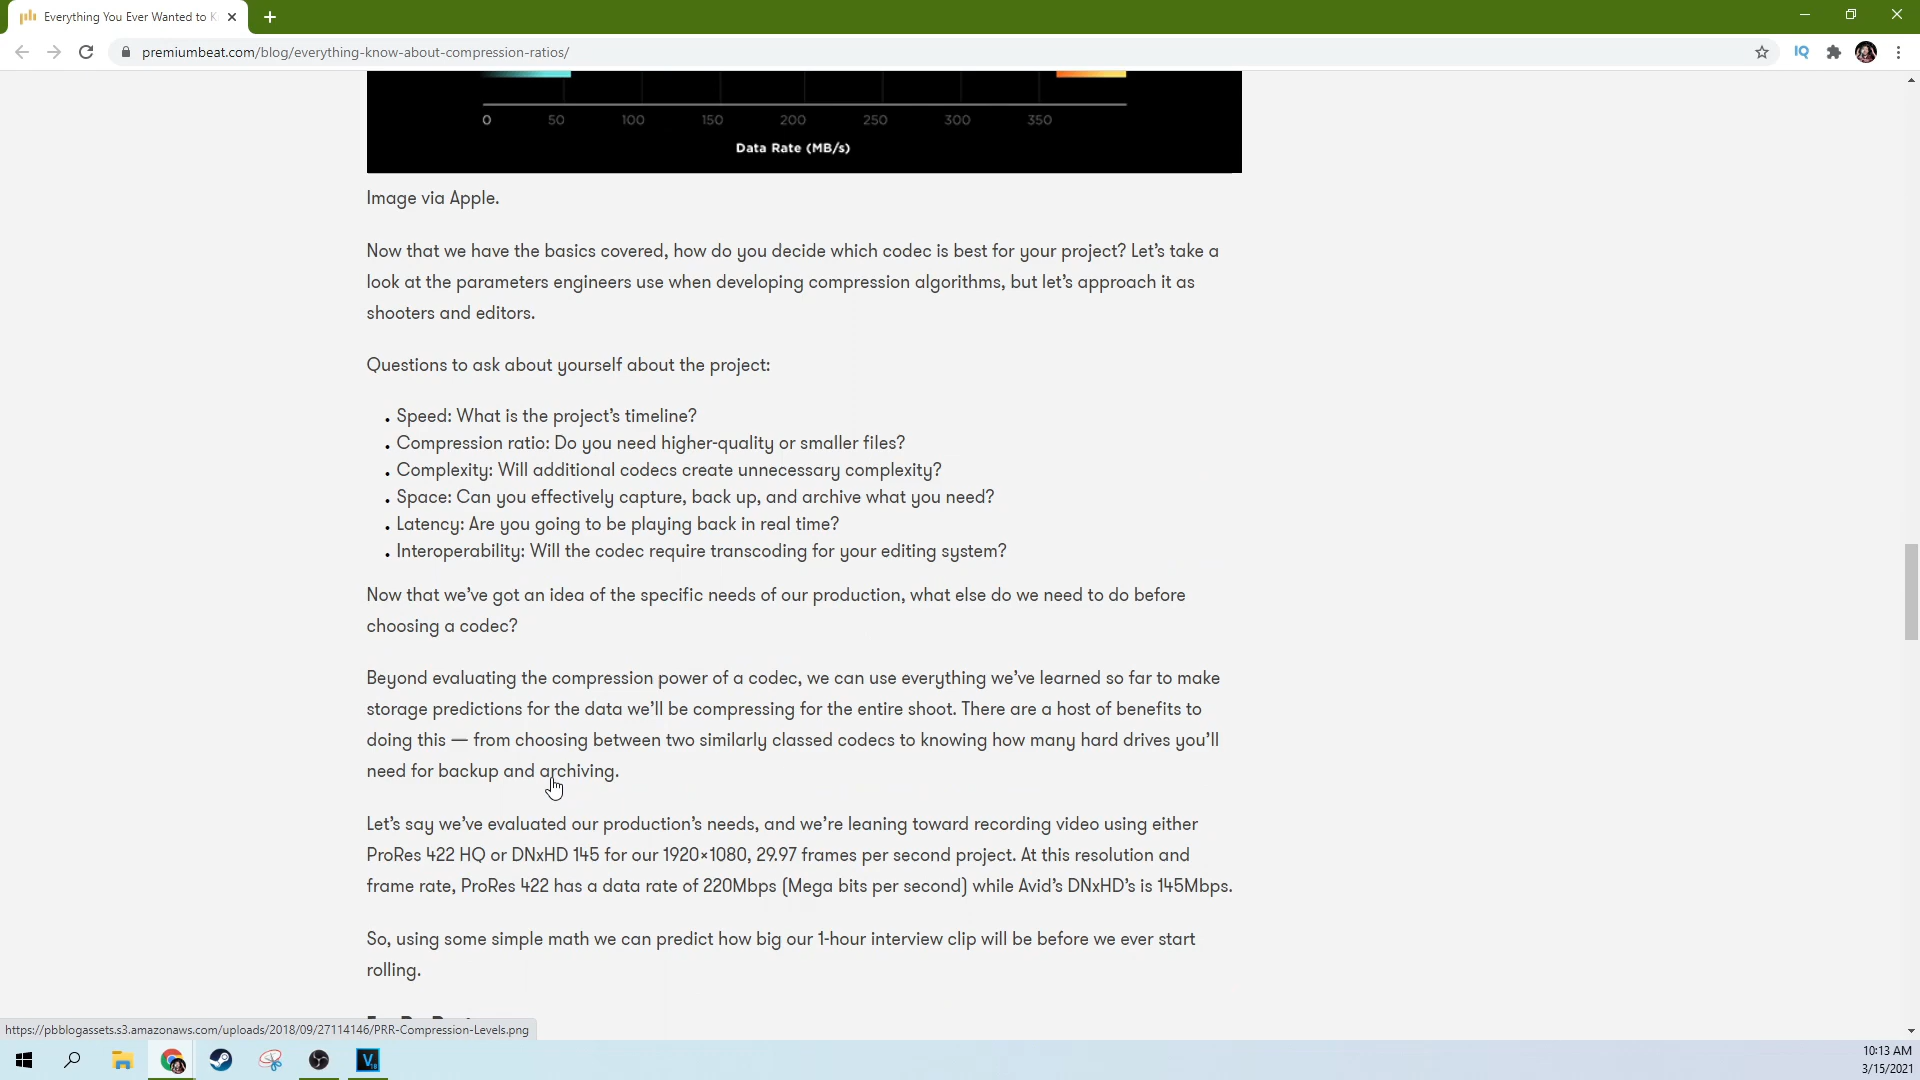 Everything You Ever Wanted to K
premiumbeat.com/blog/everything-know-about-compression-ratios/
IQ
0 50 100 150 200 250 300 350
Data Rate (MB/s)
Image via Apple.
Now that we have the basics covered, how do you decide which codec is best for your project? Let’s take a
look at the parameters engineers use when developing compression algorithms, but let’s approach it as
shooters and editors.
Questions to ask about yourself about the project:
• Speed: What is the project’s timeline?
• Compression ratio: Do you need higher-quality or smaller files?
• Complexity: Will additional codecs create unnecessary complexity?
• Space: Can you effectively capture, back up, and archive what you need?
• Latency: Are you going to be playing back in real time?
• Interoperability: Will the codec require transcoding for your editing system?
Now that we’ve got an idea of the specific needs of our production, what else do we need to do before
choosing a codec?
Beyond evaluating the compression power of a codec, we can use everything we’ve learned so far to make
storage predictions for the data we’ll be compressing for the entire shoot. There are a host of benefits to
doing this — from choosing between two similarly classed codecs to knowing how many hard drives you’ll
need for backup and archiving.
Let’s say we’ve evaluated our production’s needs, and we’re leaning toward recording video using either
ProRes 422 HQ or DNxHD 145 for our 1920×1080, 29.97 frames per second project. At this resolution and
frame rate, ProRes 422 has a data rate of 220Mbps (Mega bits per second) while Avid’s DNxHD’s is 145Mbps.
So, using some simple math we can predict how big our 1-hour interview clip will be before we ever start
rolling.
https://pbblogassets.s3.amazonaws.com/uploads/2018/09/27114146/PRR-Compression-Levels.png
V
18
10:13 AM
3/15/2021